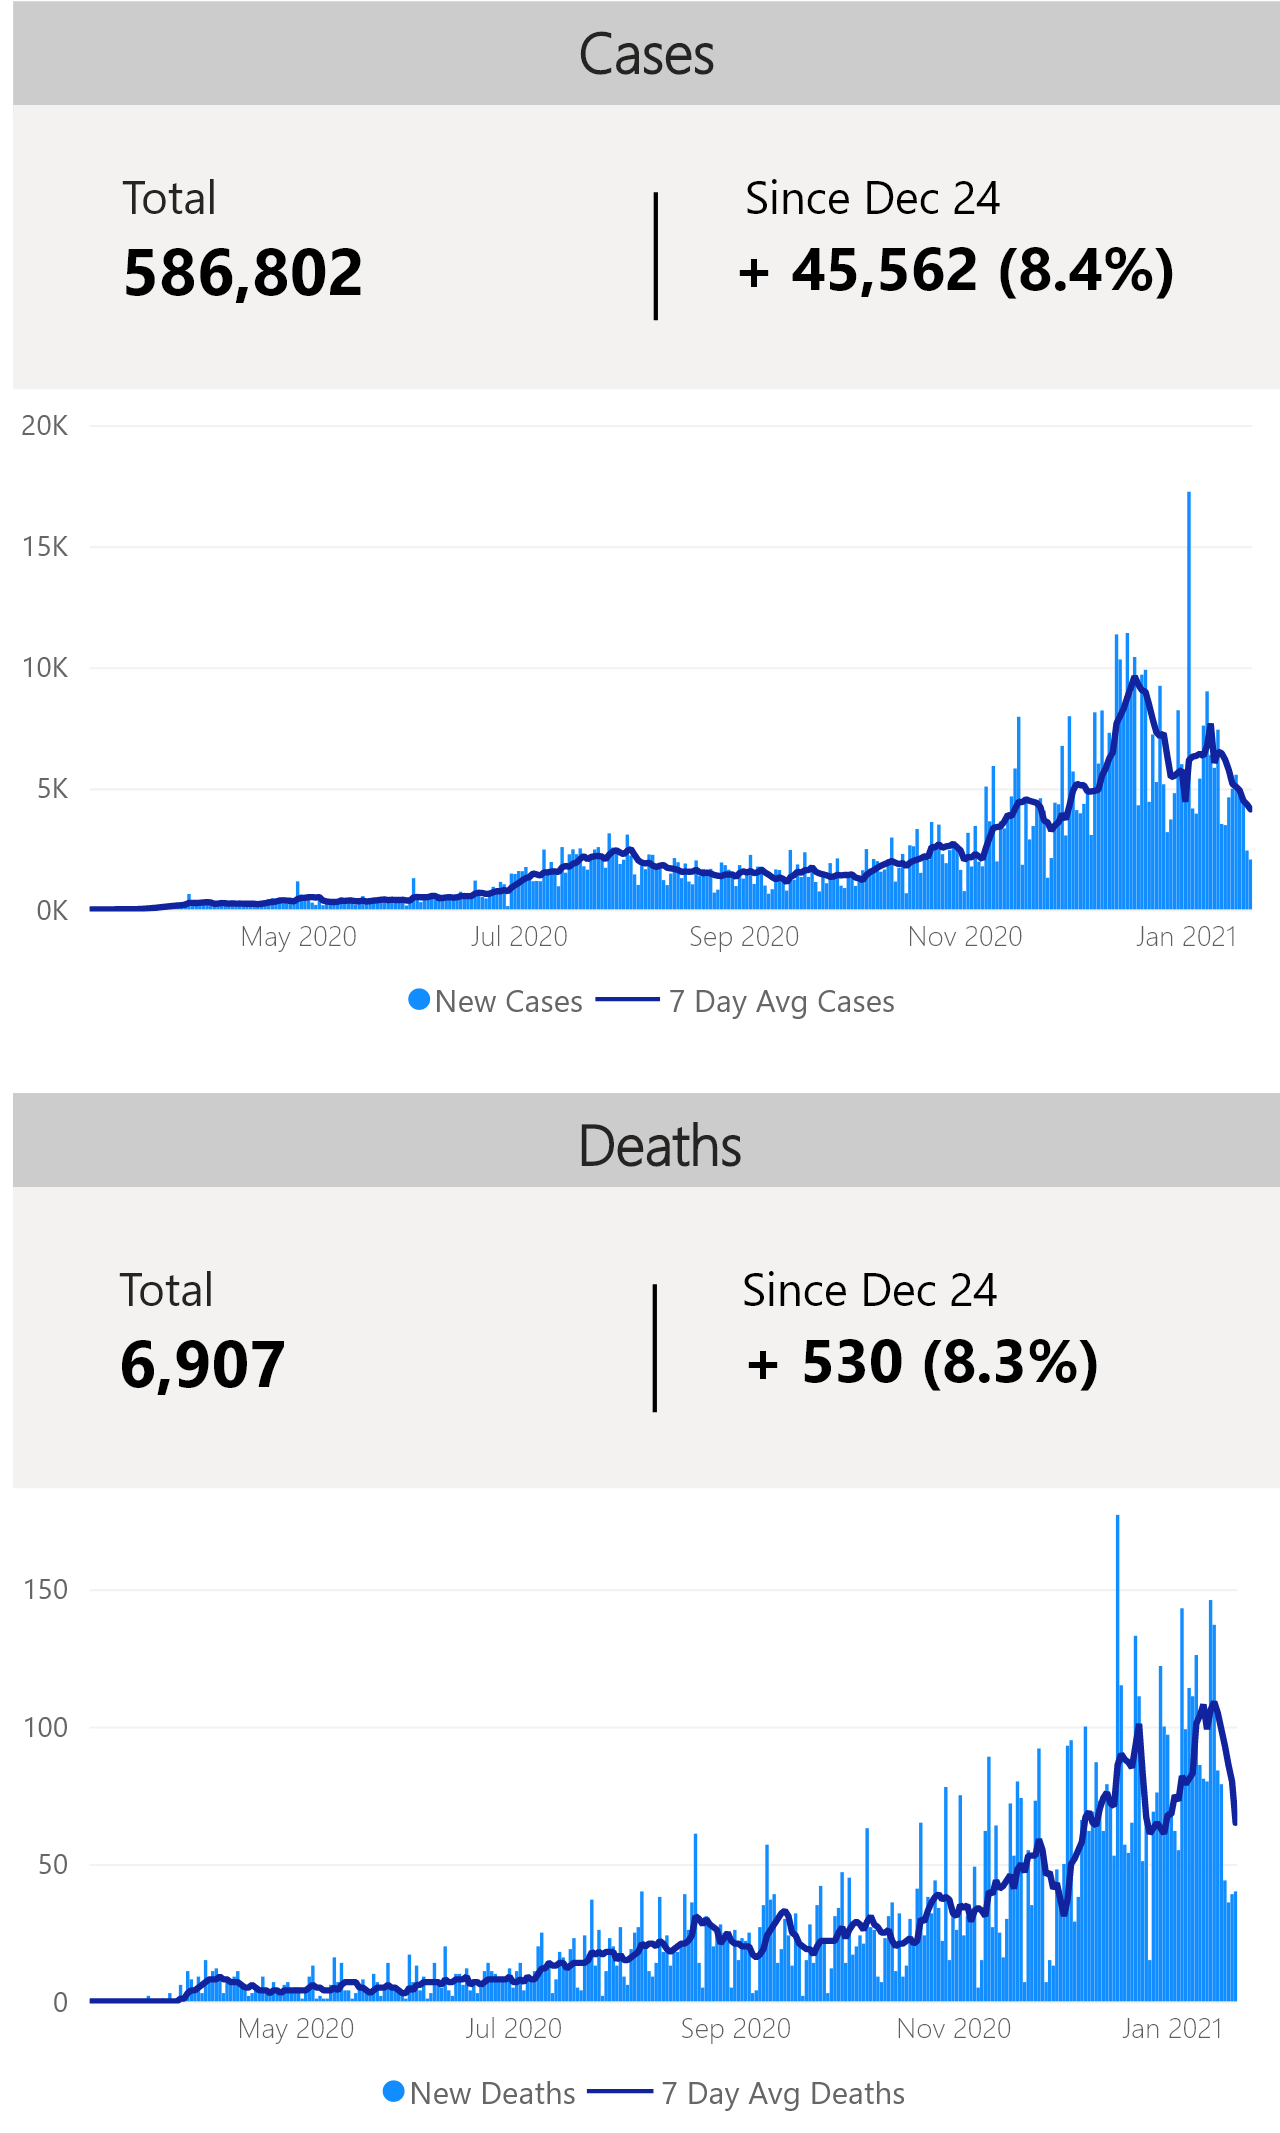 Cases
Total
Since Dec 24
586,802
+ 45,562 (8.4%)
20K
15K
10K
5K
0K
May 2020
Jul 2020
Sep 2020
Nov 2020
Jan 2021
New Cases
7 Day Avg Cases
Deaths
Total
Since Dec 24
6,907
+ 530 (8.3%)
150
100
50
0
May 2020
Jul 2020
Sep 2020
Nov 2020
Jan 2021
New Deaths
7 Day Avg Deaths